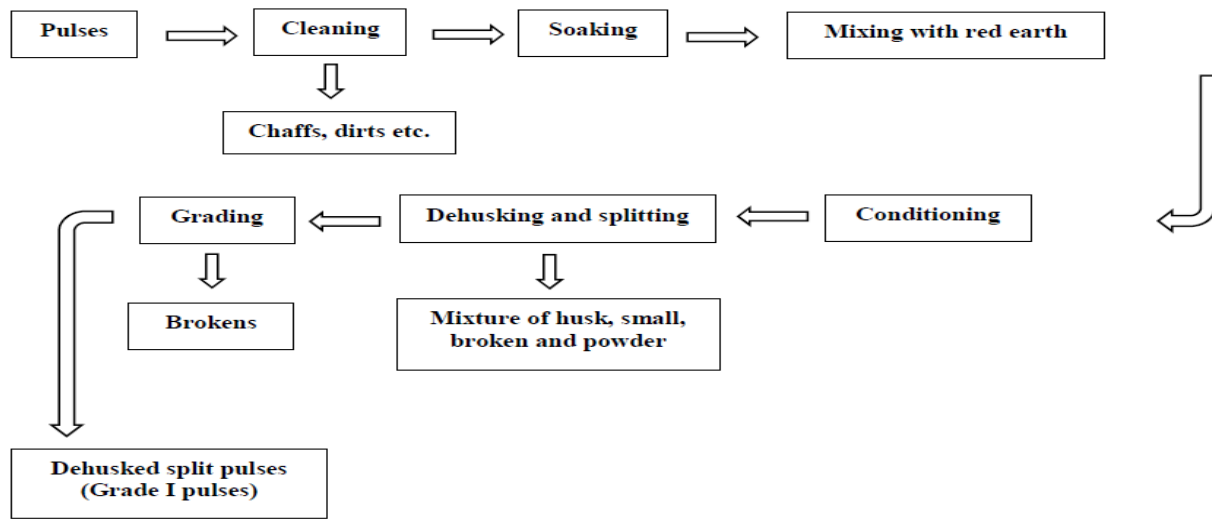 Pulses
Cleaning
Soaking
Mixing with red earth
Chaffs, dirts etc.
Grading
Dehusking and splitting
Conditioning
Brokens
Mixture of husk, small,
broken and powder
Dehusked split pulses
(Grade I pulses)